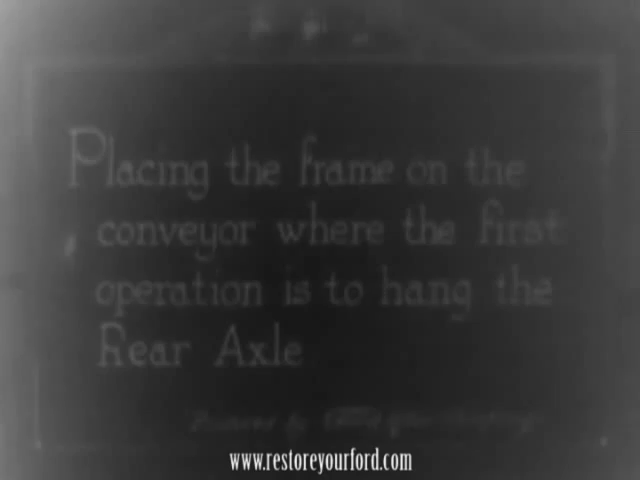 Placing the frame on the
conveyor where the first
operation is to hang the
Rear Axle
www.restoreyourford.com